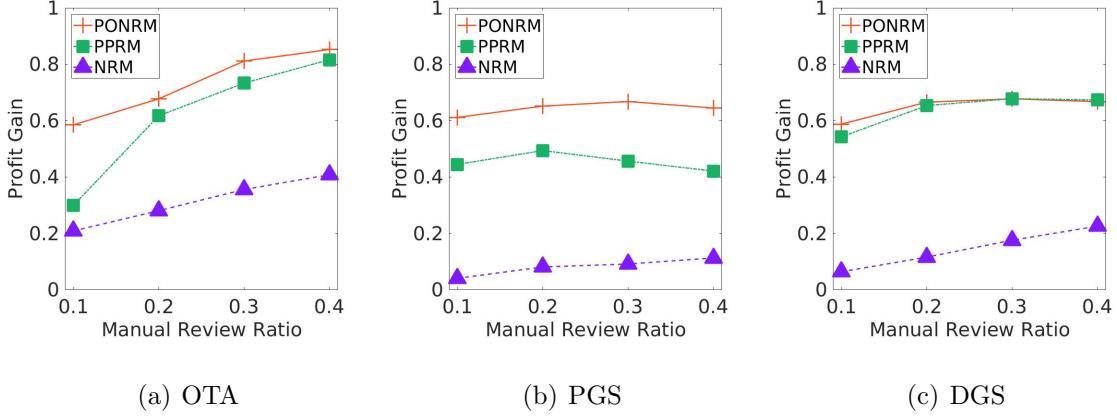 1
0.8
0.6
0.4
0.2
0
Profit Gain
PONRM
PPRM
NRM
0.1 0.2 0.3 0.4
Manual Review Ratio
(a) OTA
1
0.8
0.6
0.4
0.2
0
Profit Gain
PONRM
PPRM
NRM
0.1 0.2 0.3 0.4
Manual Review Ratio
(b) PGS
1
0.8
0.6
0.4
0.2
0
Profit Gain
PONRM
PPRM
NRM
0.1 0.2 0.3 0.4
Manual Review Ratio
(c) DGS